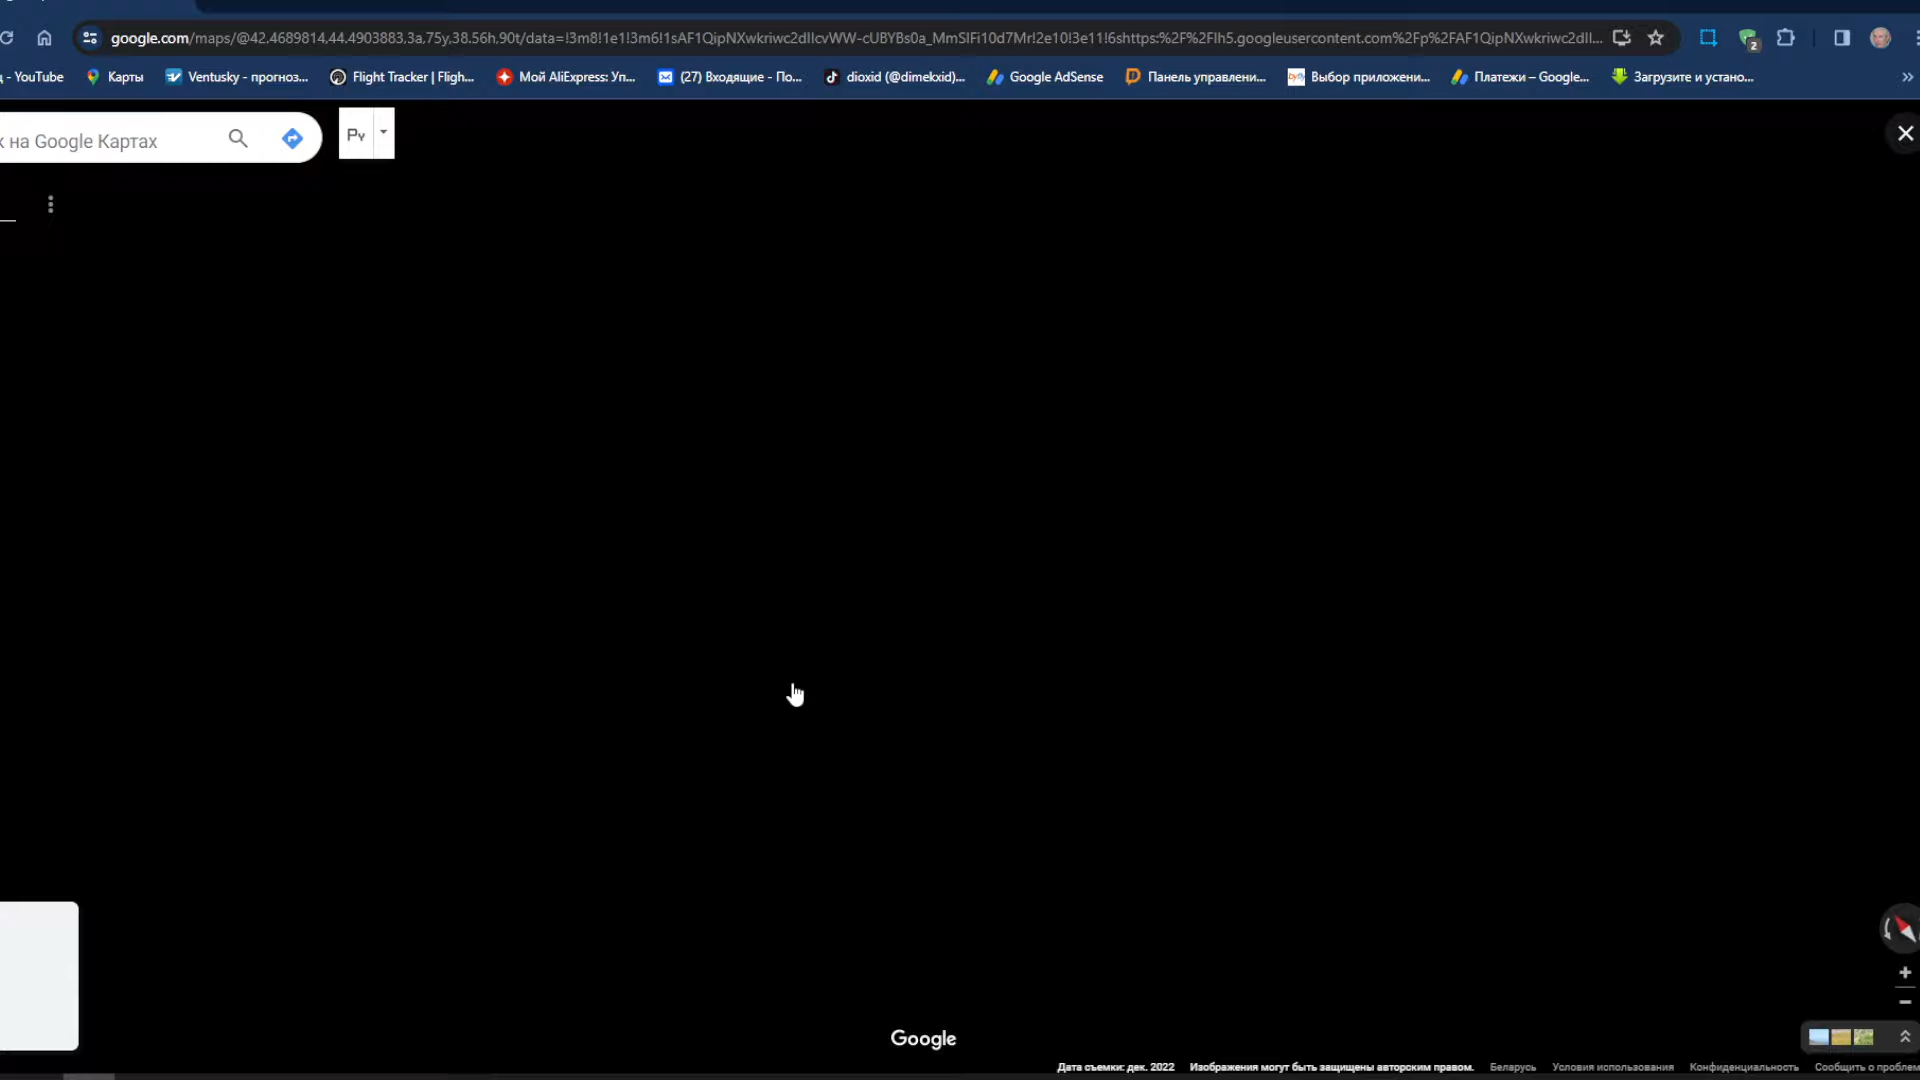 google.com/maps/@42.4689814,44.4903883,3a,75y,38.56h,90t/data=!3m8!1e1!3m6!1sAF1QipNXwkriwc2dIlcvWW-cUBYBs0a_MmSIFi10d7Mr!2e10!3e11!6shttps:%2F%2Flh5.googleusercontent.com%2Fp%2FAF1QipNXwkriwc2dIl...
2
- YouTube
Карты
Ventusky - прогноз...
Flight Tracker | Fligh...
Мой AliExpress: Уп...
(27) Входящие - По...
dioxid (@dimekxid)...
Google AdSense
Панель управлени...
Выбор приложени...
Платежи – Google...
Загрузите и устано...
»
к на Google Картах
Ру
Google
Дата съемки: дек. 2022
Изображения могут быть защищены авторским правом.
Беларусь
Условия использования
Конфиденциальность
Сообщить о пробле